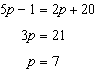 5p − 1 = 2p + 20
3p = 21
p = 7